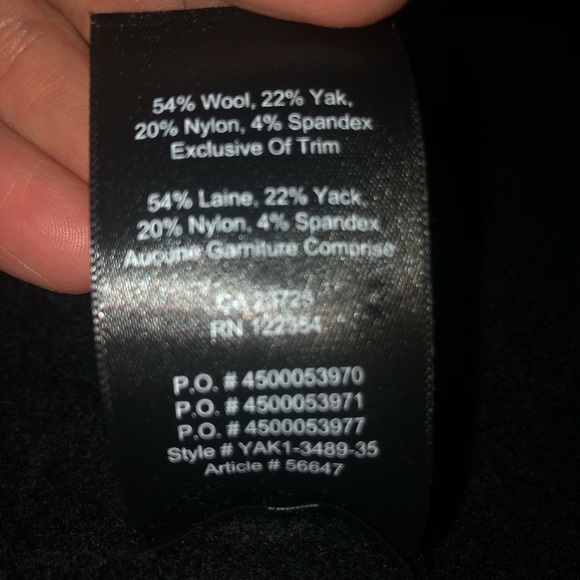 54% Wool, 22% Yak,
20% Nylon, 4% Spandex
Exclusive Of Trim
54% Laine, 22% Yack,
20% Nylon, 4% Spandex
Aucune Garniture Comprise
CA
RN 122354
P.O. # 4500053970
P.O. # 4500053971
P.O. # 4500053977
Style # YAK1-3489-35
Article # 56647